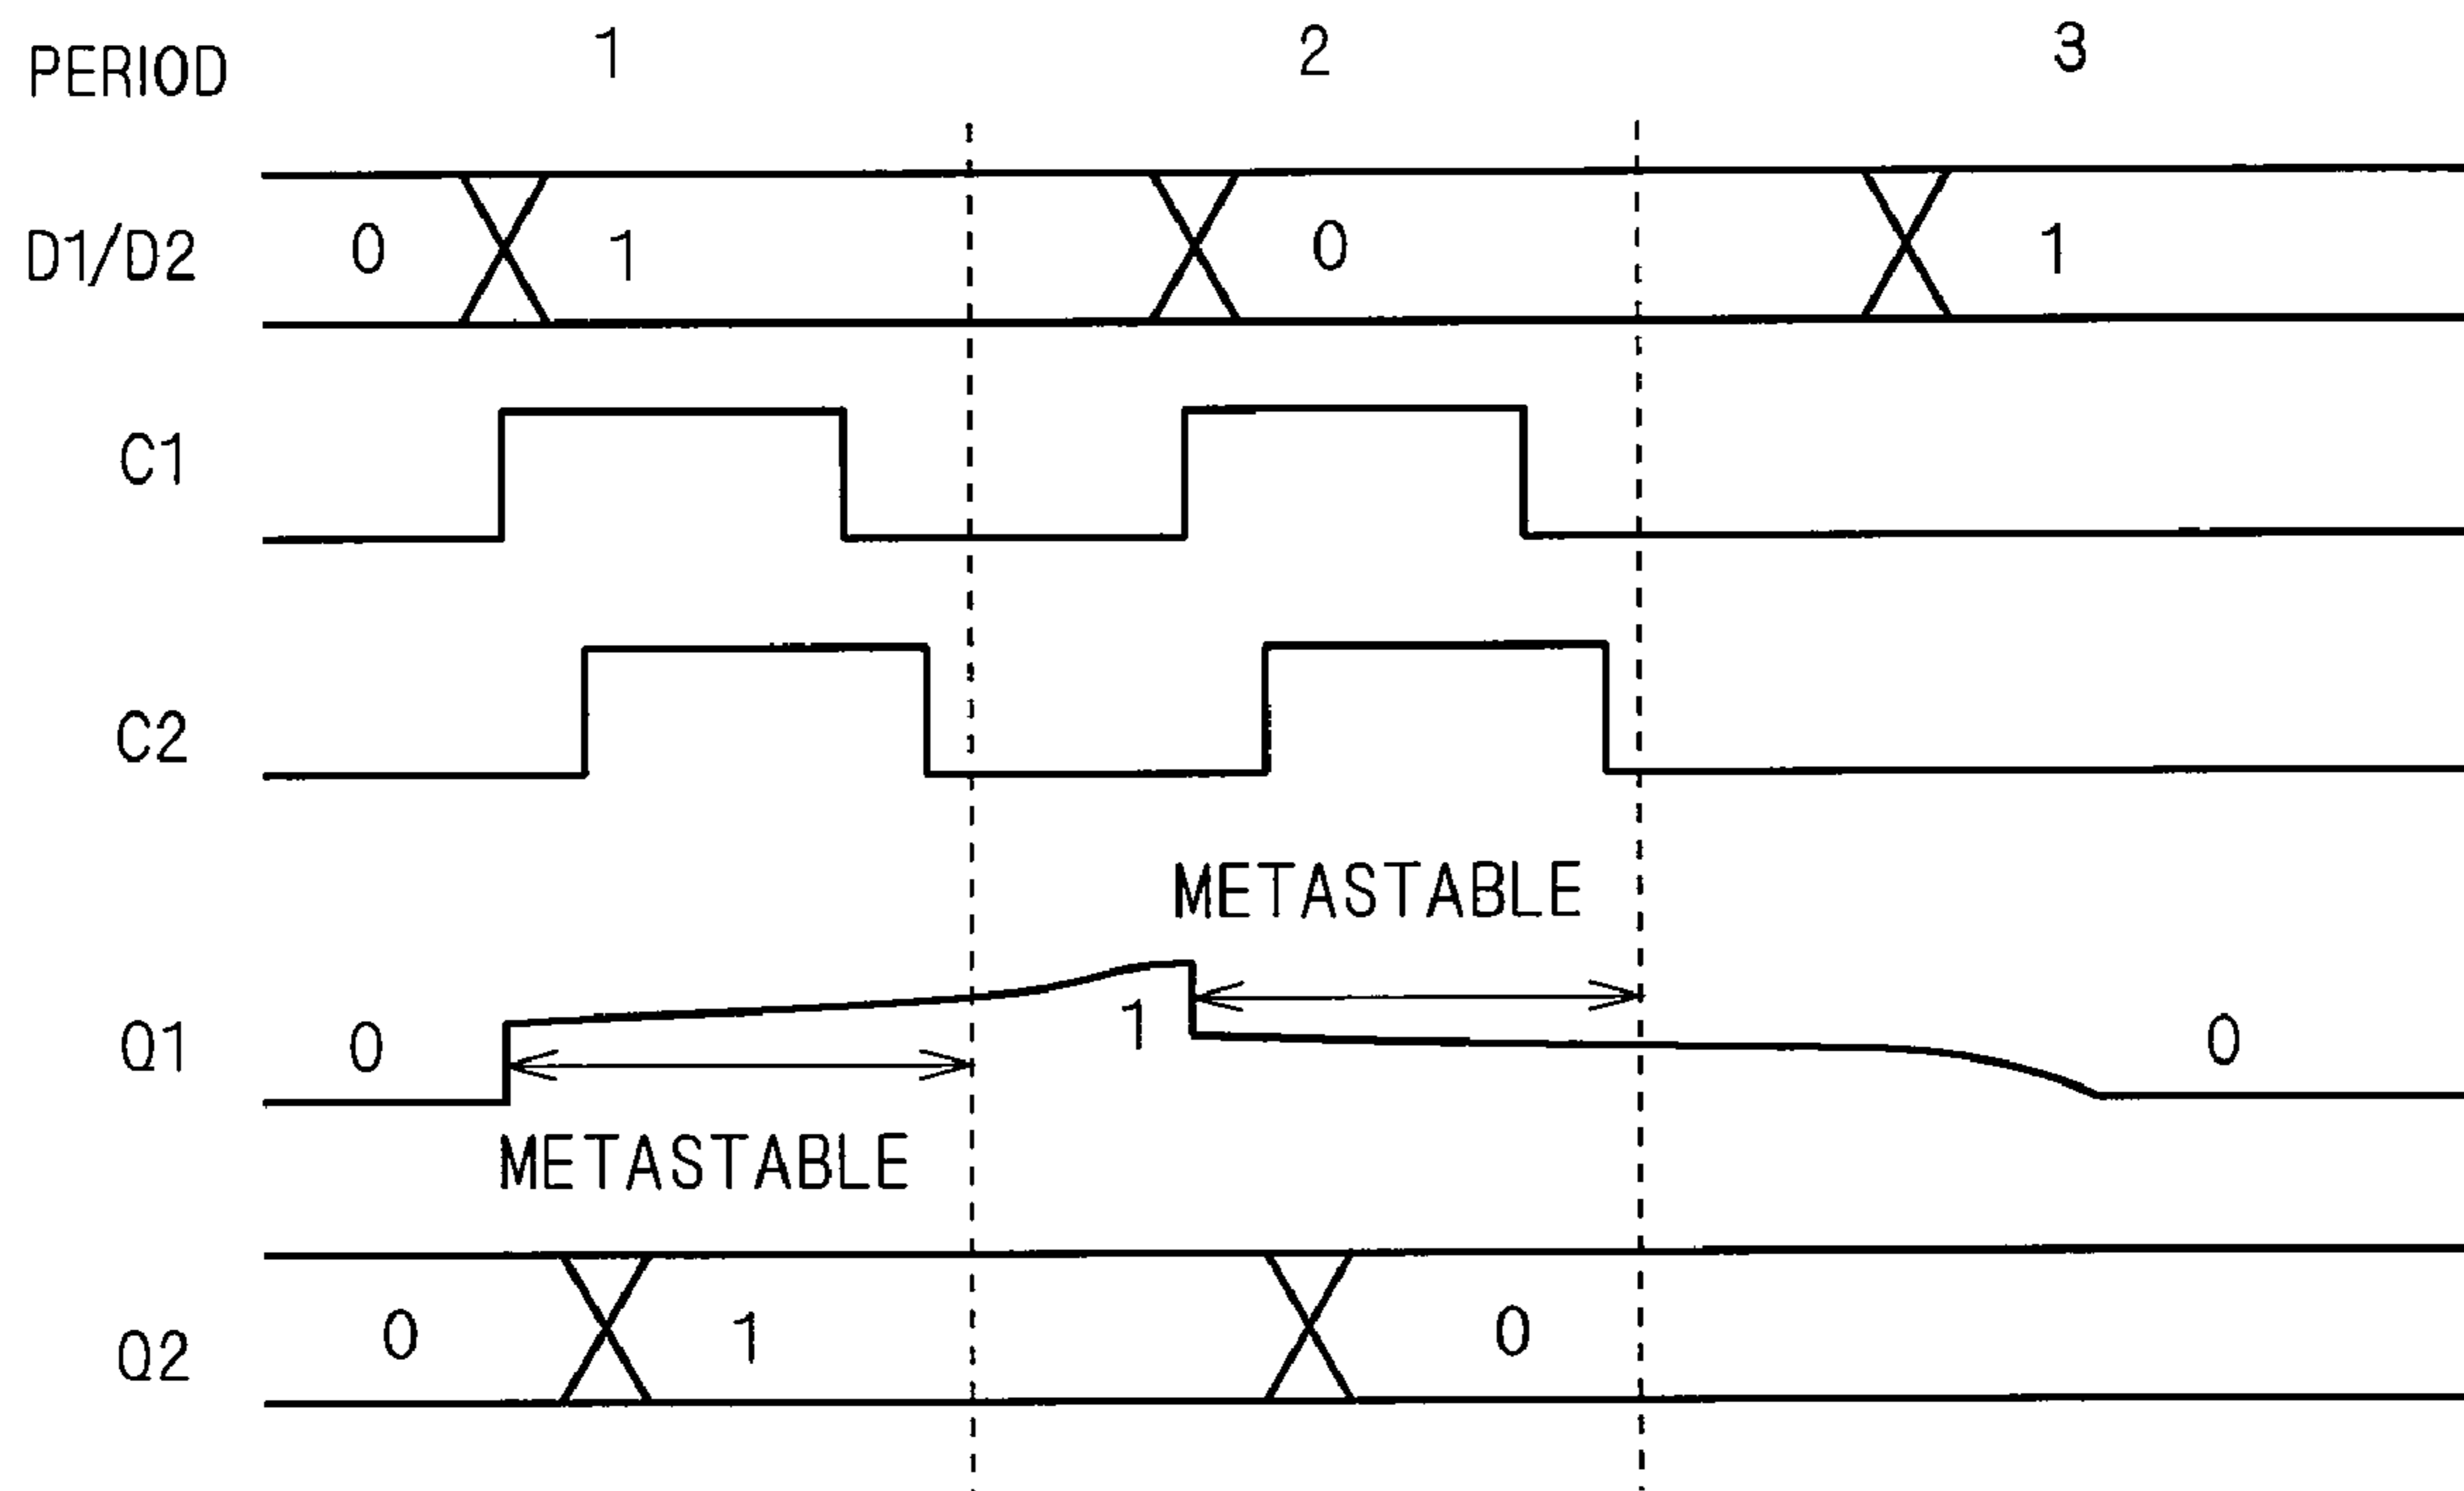 PERIOD 1 2 3
D1/D2 0 1 0 1
C1
C2
METASTABLE
Q1 0 1 0
METASTABLE
Q2 0 1 0